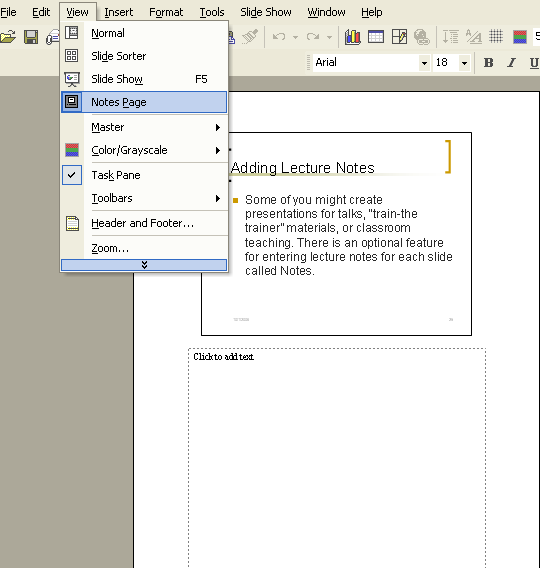 File Edit View Insert Format Tools Slide Show Window Help
Normal
Slide Sorter
Slide Show F5
Notes Page
Master
Color/Grayscale
Task Pane
Toolbars
Header and Footer...
Zoom...
Arial 18 B I U
Adding Lecture Notes
Some of you might create
presentations for talks, "train-the
trainer" materials, or classroom
teaching. There is an optional feature
for entering lecture notes for each slide
called Notes.
Click to add text